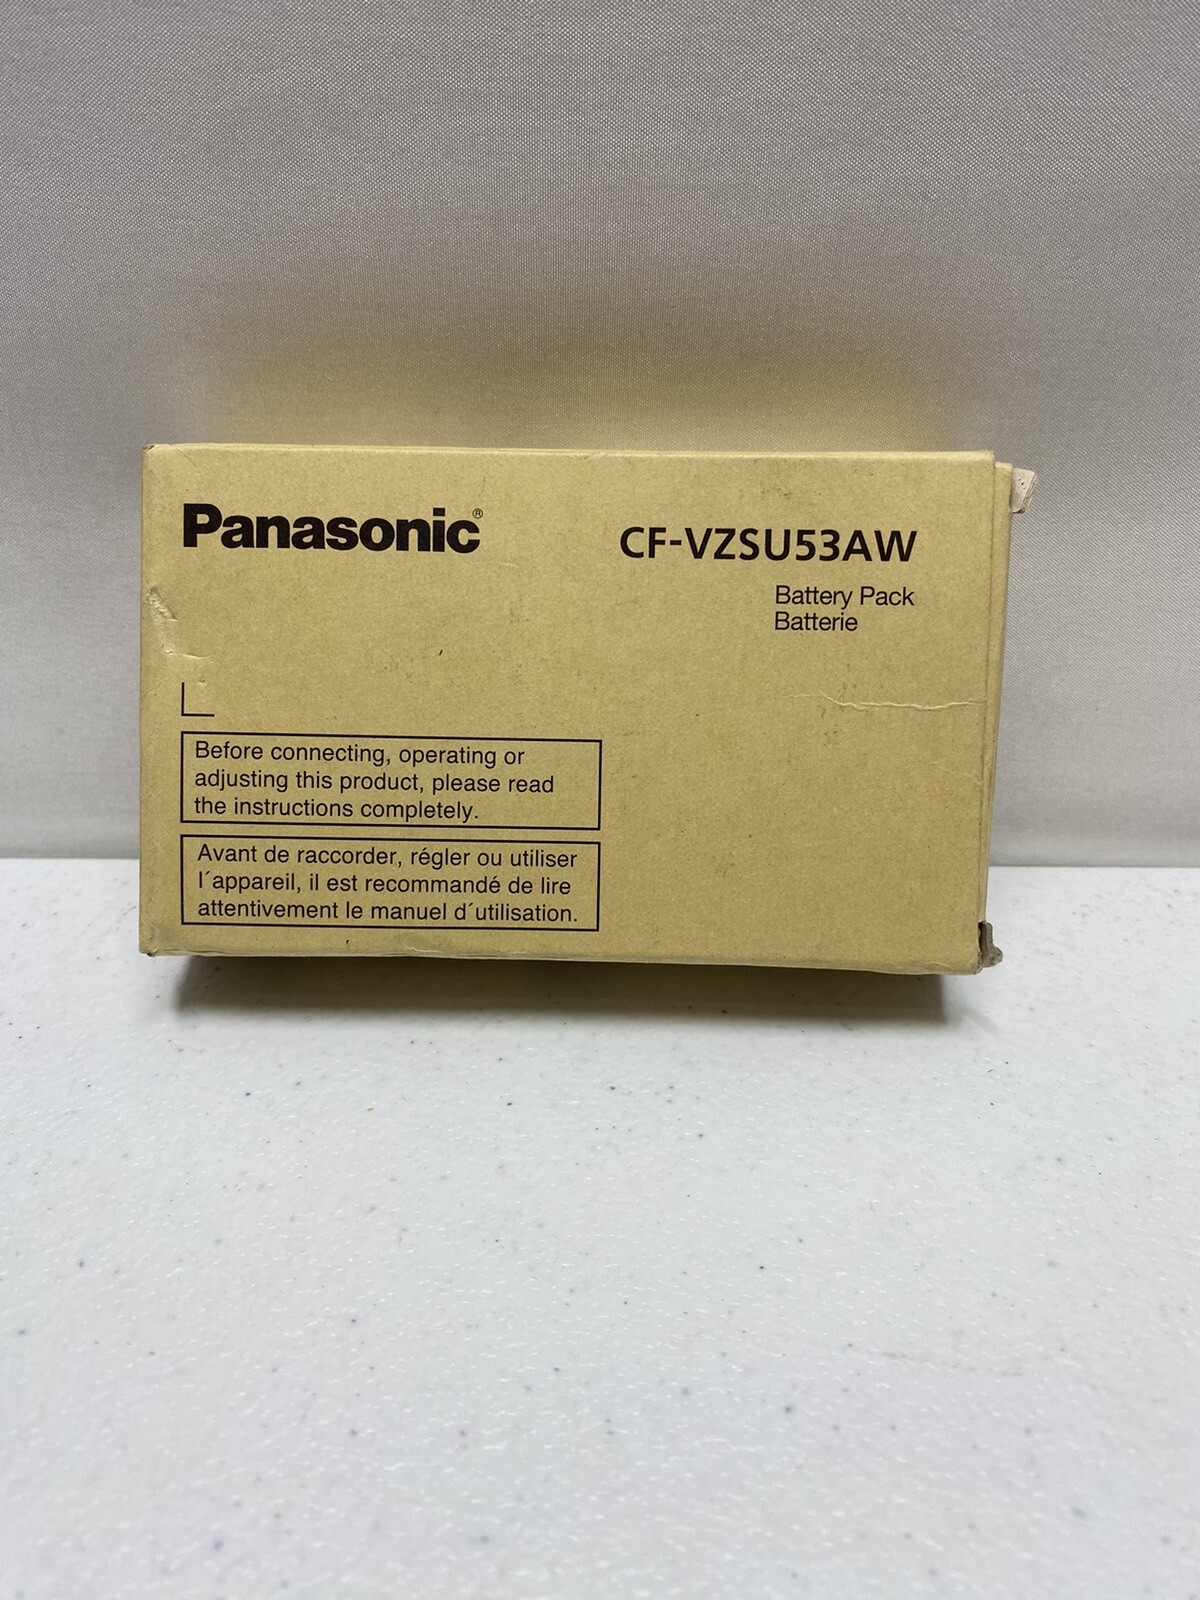 Panasonic®
CF-VZSU53AW
Battery Pack
Batterie
Before connecting, operating or
adjusting this product, please read
the instructions completely.
Avant de raccorder, régler ou utiliser
l´appareil, il est recommandé de lire
attentivement le manuel d´utilisation.